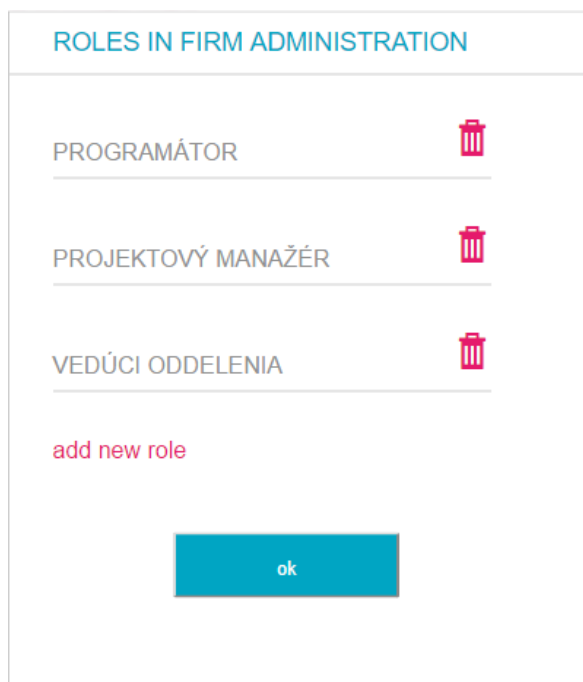 ROLES IN FIRM ADMINISTRATION
PROGRAMÁTOR
PROJEKTOVÝ MANAŽÉR
VEDÚCI ODDELENIA
add new role
ok